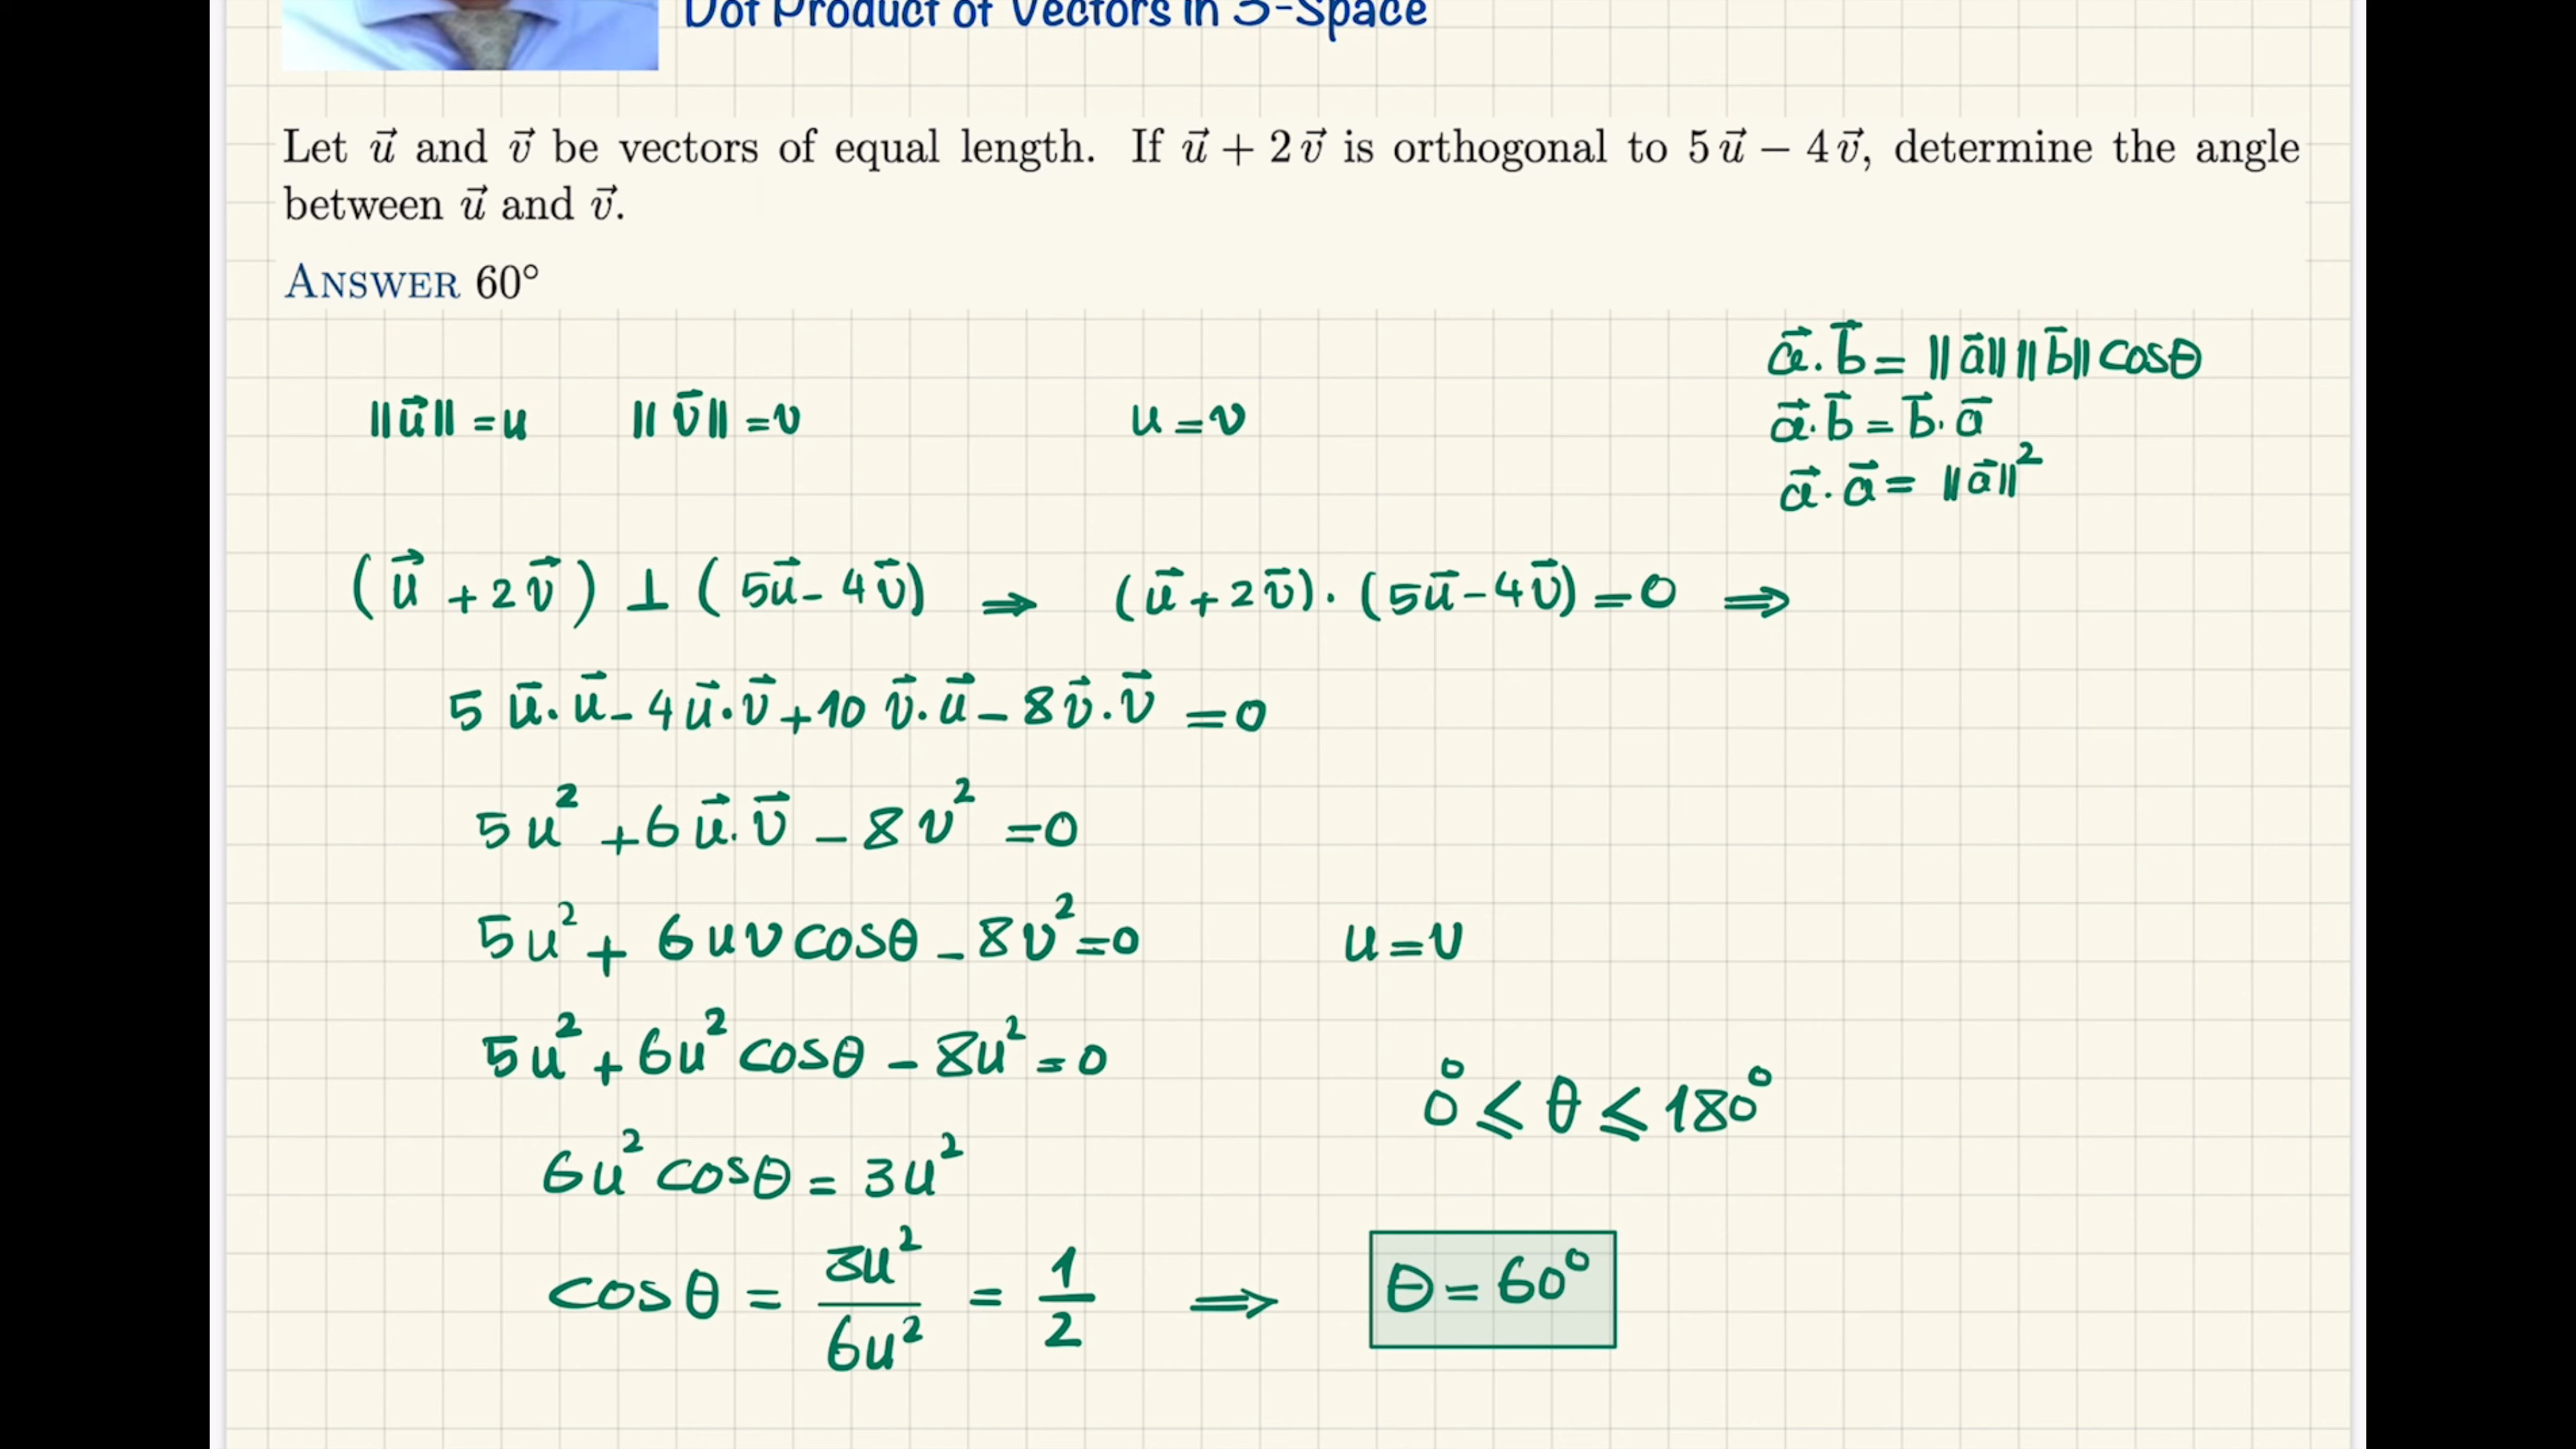 Dot Product of Vectors in 3-Space
Let u⃗ and v⃗ be vectors of equal length. If u⃗ + 2v⃗ is orthogonal to 5u⃗ − 4v⃗, determine the angle
between u⃗ and v⃗.
ANSWER 60°
a⃗ . b⃗ = ||a⃗|| ||b⃗|| cosθ
||u⃗|| = u ||v⃗|| = v u = v
a⃗ . b⃗ = b⃗ . a⃗
a⃗ . a⃗ = ||a⃗||²
(u⃗ + 2v⃗) ⊥ (5u⃗ - 4v⃗) ⇒ (u⃗ + 2v⃗) . (5u⃗ - 4v⃗) = 0 ⇒
5 u⃗ . u⃗ - 4u⃗ . v⃗ + 10 v⃗ . u⃗ - 8v⃗ . v⃗ = 0
5u² + 6u⃗ . v⃗ - 8v² = 0
5u² + 6uv cosθ - 8v² = 0 u = v
5u² + 6u² cosθ - 8u² = 0
0° ≤ θ ≤ 180°
6u² cosθ = 3u²
cosθ = 3u²/6u² = 1/2 ⇒ θ = 60°